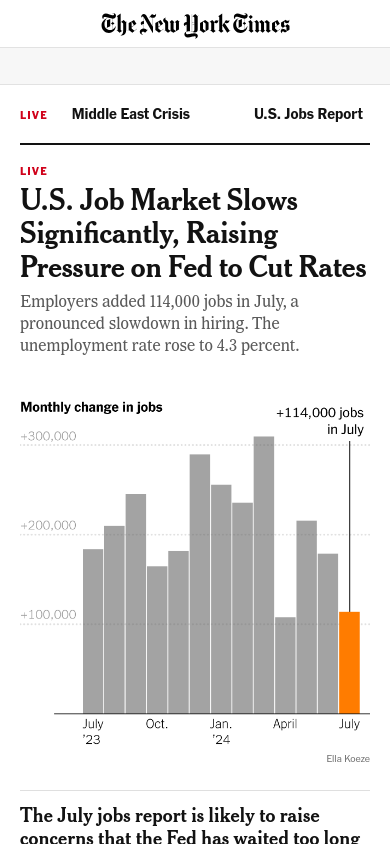 The New York Times
LIVE Middle East Crisis U.S. Jobs Report
LIVE
U.S. Job Market Slows
Significantly, Raising
Pressure on Fed to Cut Rates
Employers added 114,000 jobs in July, a
pronounced slowdown in hiring. The
unemployment rate rose to 4.3 percent.
Monthly change in jobs
+114,000 jobs
in July
+300,000
+200,000
+100,000
July Oct. Jan. April July
’23 ’24
Ella Koeze
The July jobs report is likely to raise
concerns that the Fed has waited too long